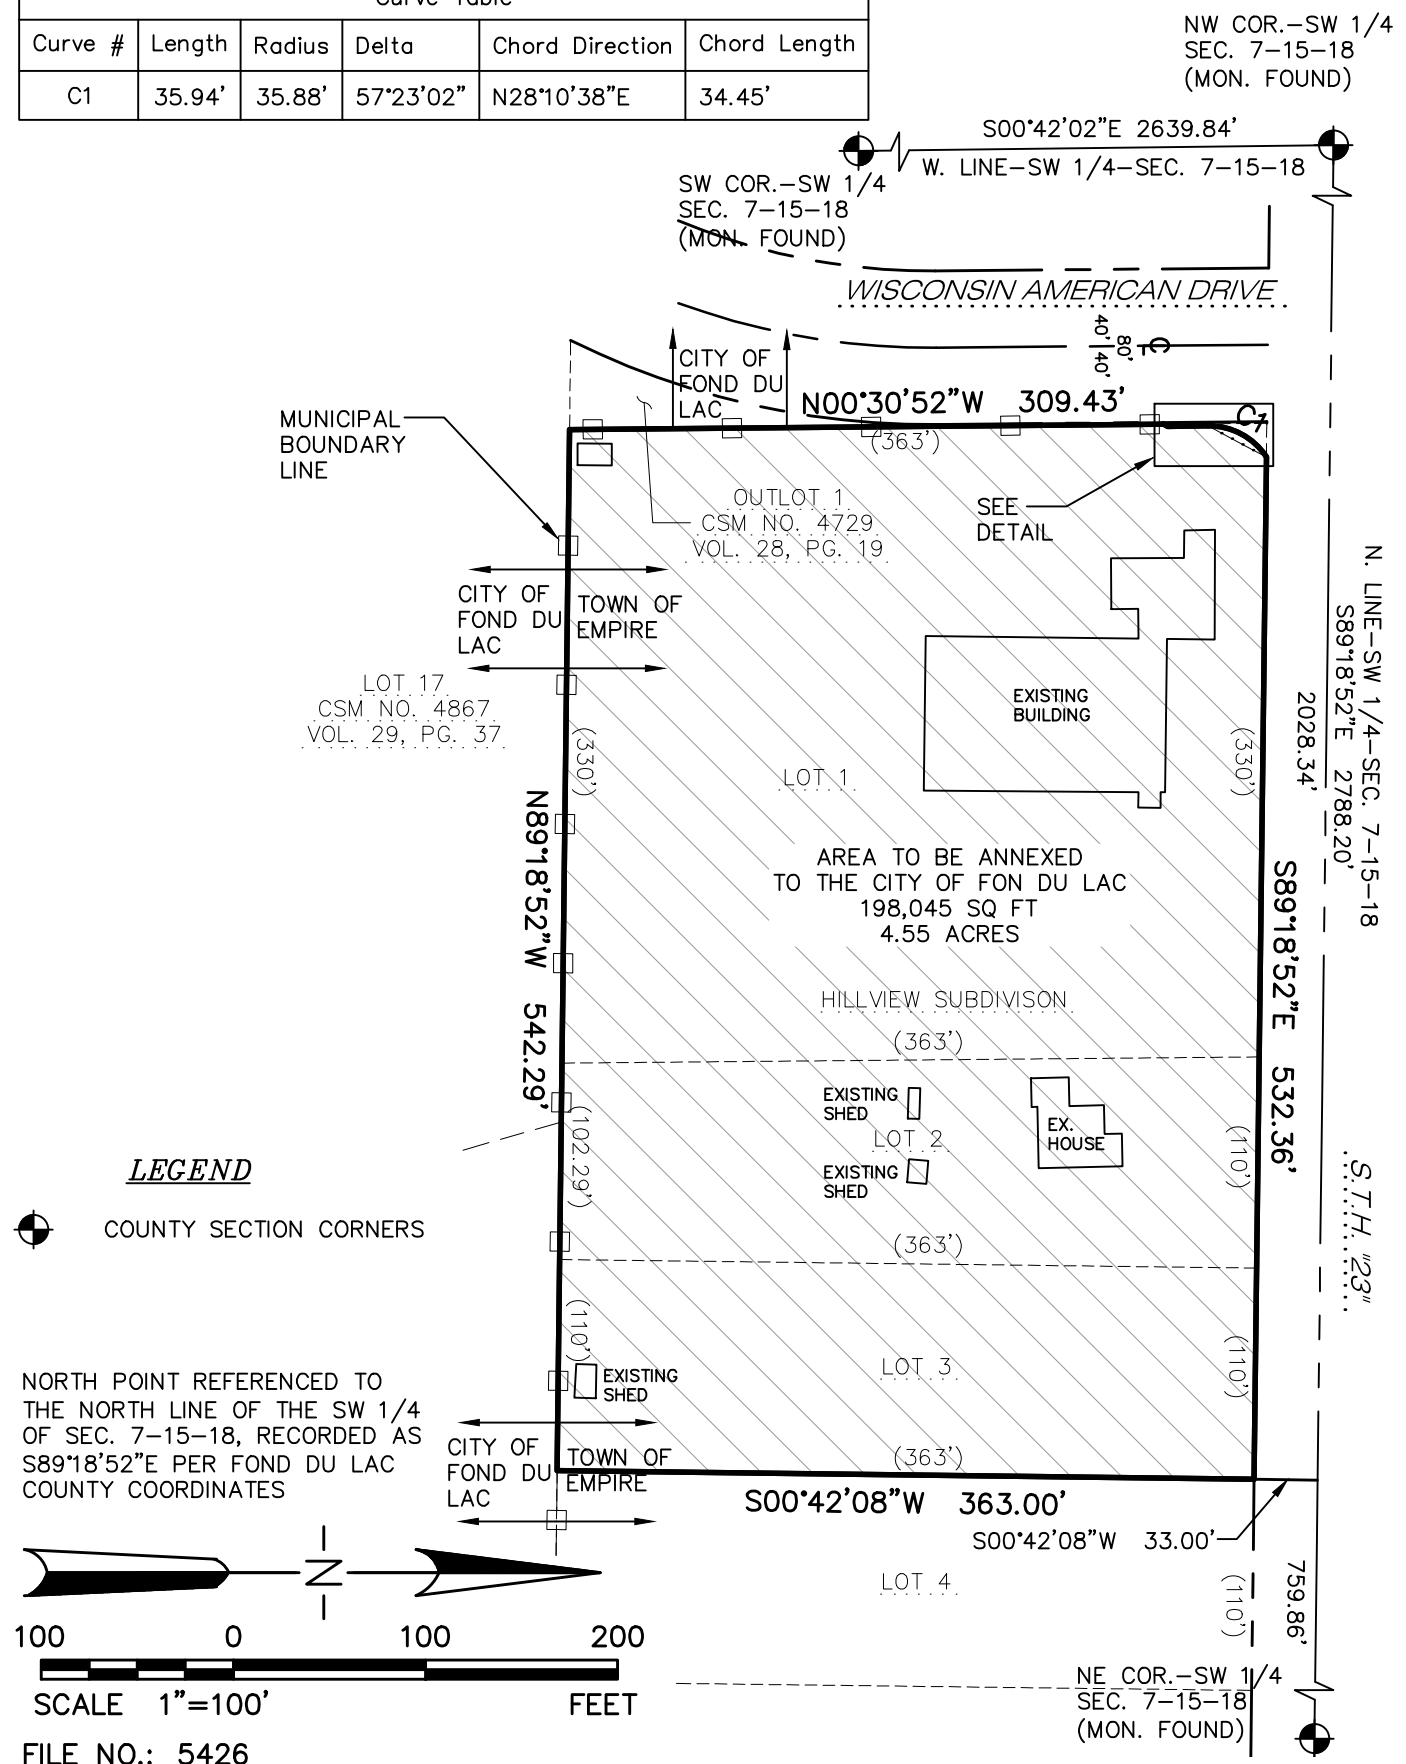 Curve Table
Curve # Length Radius Delta Chord Direction Chord Length
C1 35.94' 35.88' 57°23'02" N28°10'38"E 34.45'
NW COR.-SW 1/4
SEC. 7-15-18
(MON. FOUND)
S00°42'02"E 2639.84'
W. LINE-SW 1/4-SEC. 7-15-18
SW COR.-SW 1/4
SEC. 7-15-18
(MON. FOUND)
WISCONSIN AMERICAN DRIVE
40' 40'
80'
CL
CITY OF
FOND DU
LAC
N00°30'52"W 309.43'
C1
(363')
MUNICIPAL
BOUNDARY
LINE
OUTLOT 1
CSM NO. 4729
VOL. 28, PG. 19
SEE
DETAIL
CITY OF
FOND DU
LAC
TOWN OF
EMPIRE
LOT 17
CSM NO. 4867
VOL. 29, PG. 37
N. LINE-SW 1/4-SEC. 7-15-18
S89°18'52"E 2788.20'
2028.34'
EXISTING
BUILDING
(330')
(330')
LOT 1
N89°18'52"W 542.29'
AREA TO BE ANNEXED
TO THE CITY OF FON DU LAC
198,045 SQ FT
4.55 ACRES
S89°18'52"E 532.36'
HILLVIEW SUBDIVISON
(363')
EXISTING
SHED
LOT 2
EXISTING
SHED
EX.
HOUSE
(102.29')
(110')
S.T.H. "23"
LEGEND
COUNTY SECTION CORNERS
(363')
(110')
(110')
LOT 3
EXISTING
SHED
NORTH POINT REFERENCED TO
THE NORTH LINE OF THE SW 1/4
OF SEC. 7-15-18, RECORDED AS
S89°18'52"E PER FOND DU LAC
COUNTY COORDINATES
CITY OF
FOND DU
LAC
TOWN OF
EMPIRE
(363')
S00°42'08"W 363.00'
S00°42'08"W 33.00'
N
LOT 4
(110')
759.86'
100 0 100 200
SCALE 1"=100' FEET
NE COR.-SW 1/4
SEC. 7-15-18
(MON. FOUND)
FILE NO.: 5426